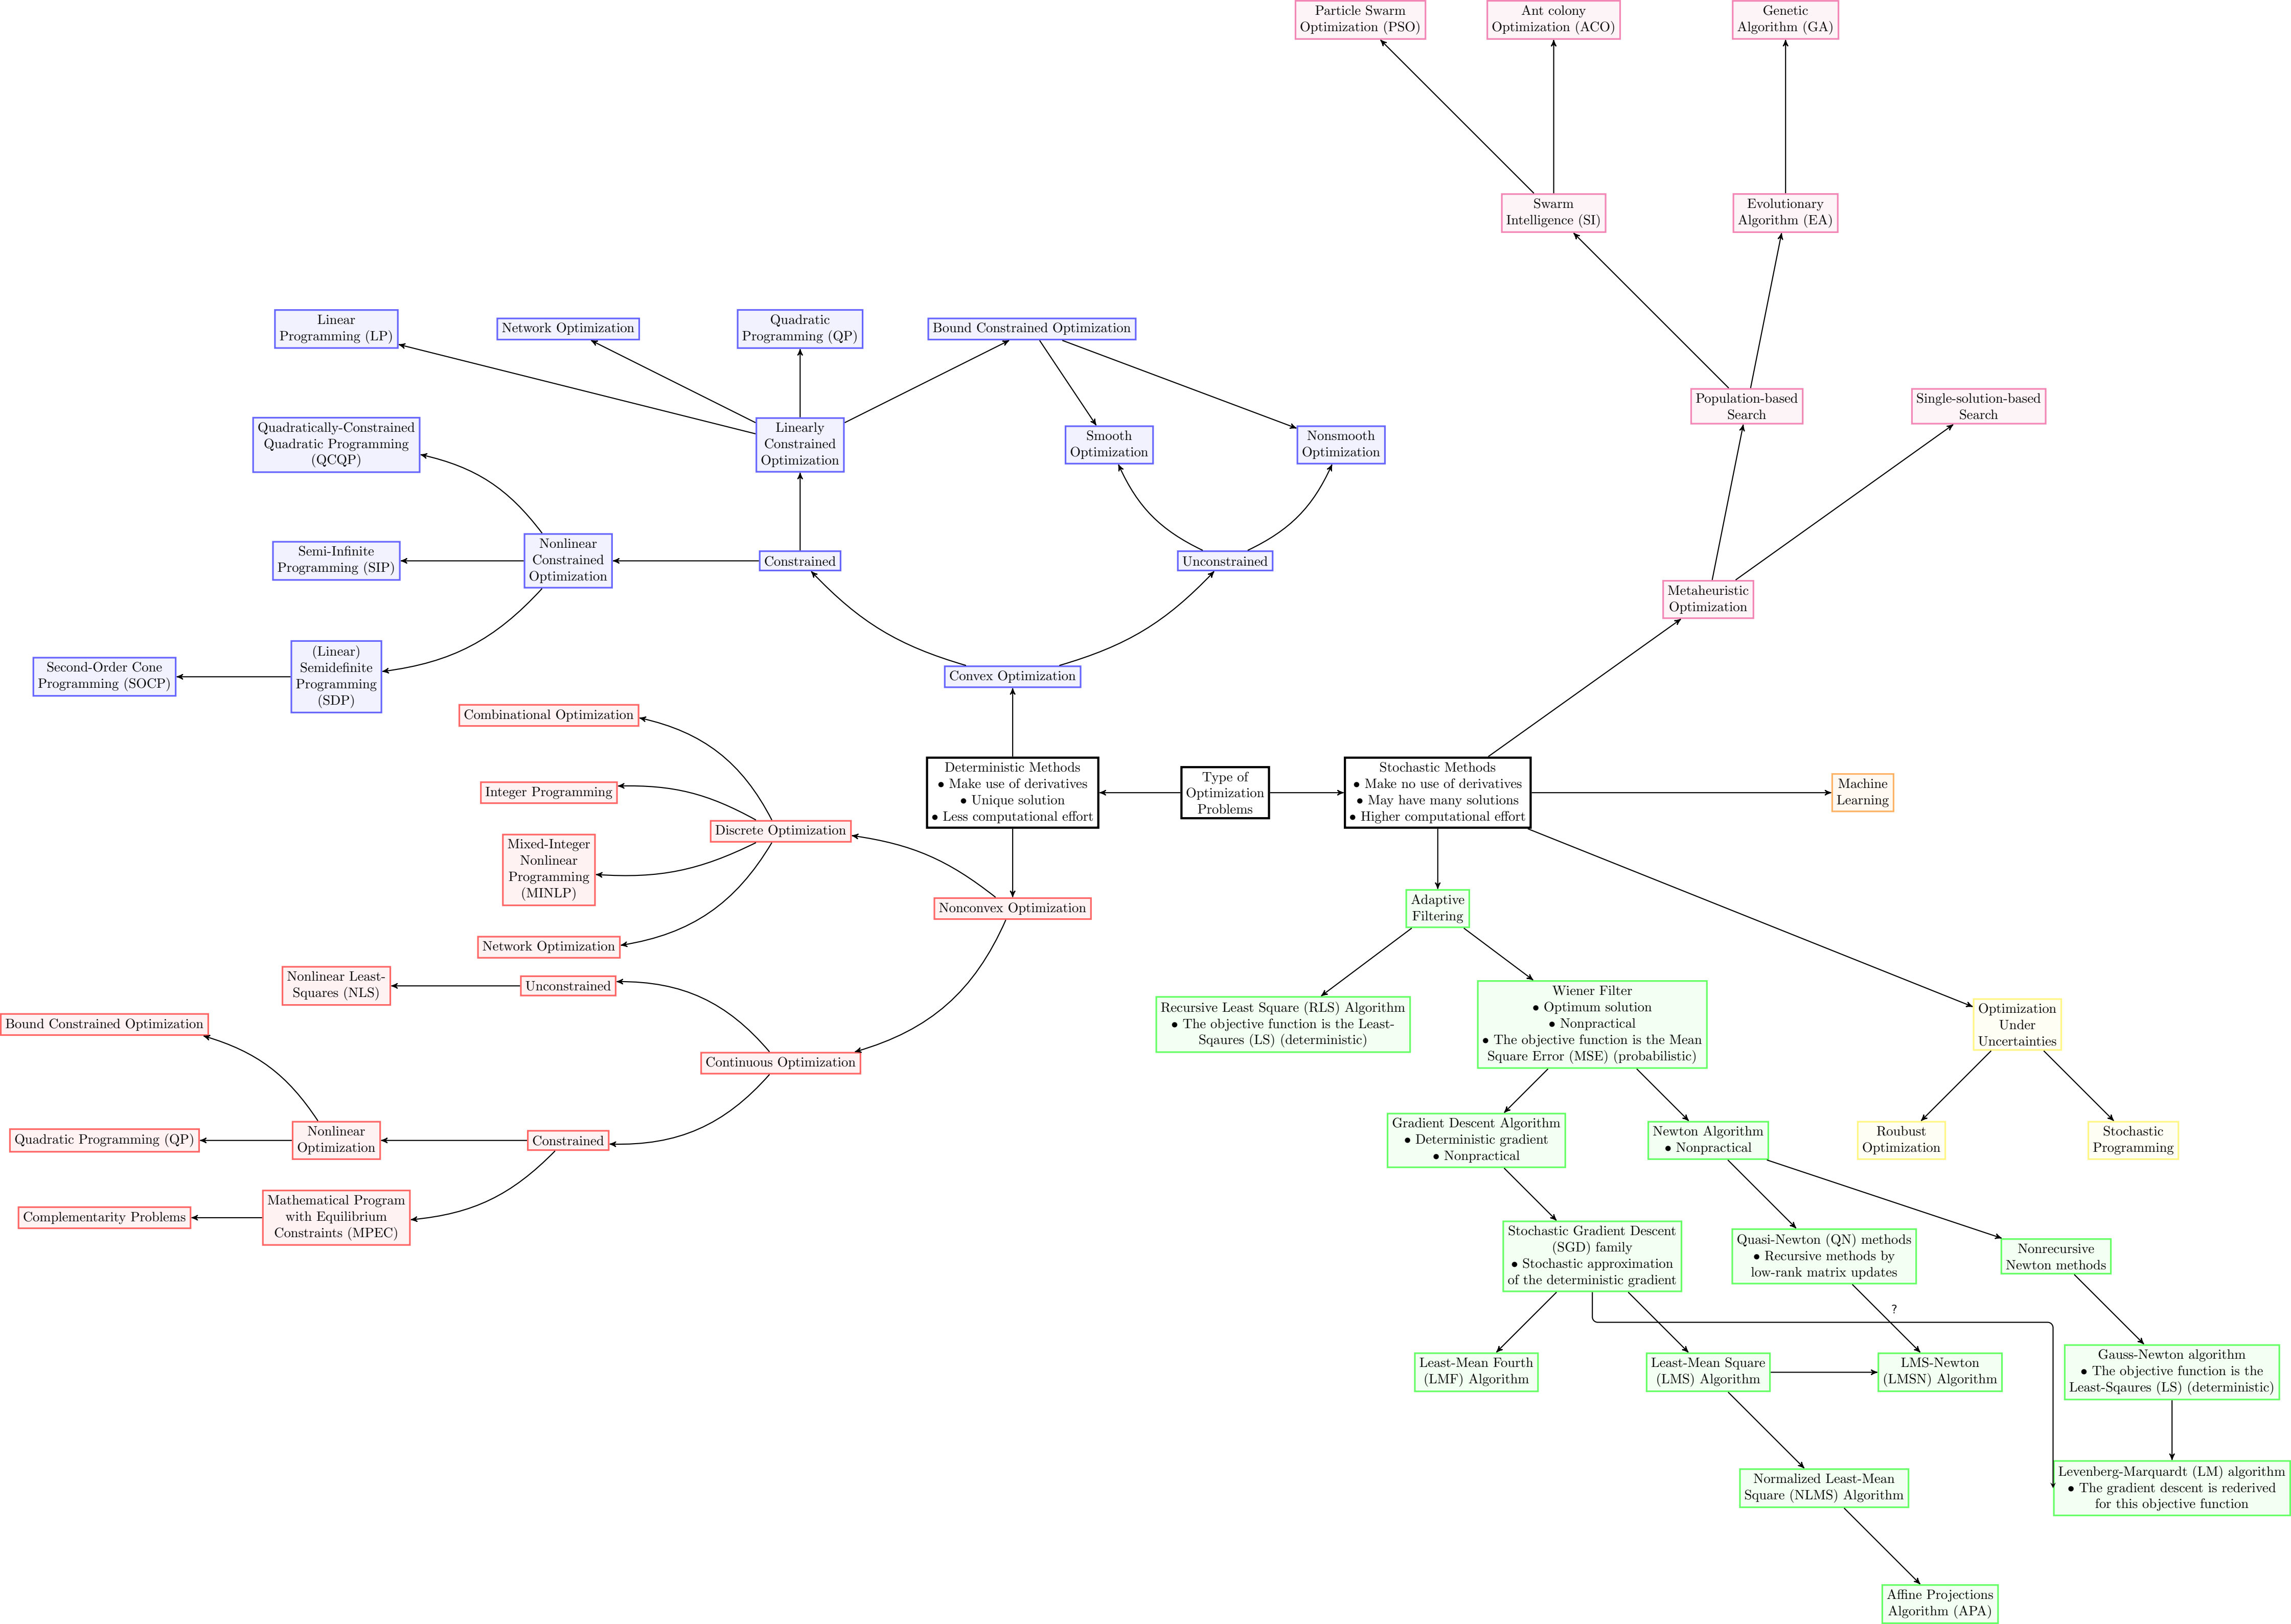 Particle Swarm
Optimization (PSO)
Ant colony
Optimization (ACO)
Genetic
Algorithm (GA)
Swarm
Intelligence (SI)
Evolutionary
Algorithm (EA)
Linear
Programming (LP)
Network Optimization
Quadratic
Programming (QP)
Bound Constrained Optimization
Population-based
Search
Single-solution-based
Search
Quadratically-Constrained
Quadratic Programming
(QCQP)
Linearly
Constrained
Optimization
Smooth
Optimization
Nonsmooth
Optimization
Semi-Infinite
Programming (SIP)
Nonlinear
Constrained
Optimization
Constrained
Unconstrained
Metaheuristic
Optimization
Second-Order Cone
Programming (SOCP)
(Linear)
Semidefinite
Programming
(SDP)
Convex Optimization
Combinational Optimization
Integer Programming
Deterministic Methods
• Make use of derivatives
• Unique solution
• Less computational effort
Type of
Optimization
Problems
Stochastic Methods
• Make no use of derivatives
• May have many solutions
• Higher computational effort
Machine
Learning
Discrete Optimization
Mixed-Integer
Nonlinear
Programming
(MINLP)
Nonconvex Optimization
Adaptive
Filtering
Network Optimization
Nonlinear Least-
Squares (NLS)
Unconstrained
Recursive Least Square (RLS) Algorithm
• The objective function is the Least-
Sqaures (LS) (deterministic)
Wiener Filter
• Optimum solution
• Nonpractical
• The objective function is the Mean
Square Error (MSE) (probabilistic)
Optimization
Under
Uncertainties
Bound Constrained Optimization
Continuous Optimization
Quadratic Programming (QP)
Nonlinear
Optimization
Constrained
Gradient Descent Algorithm
• Deterministic gradient
• Nonpractical
Newton Algorithm
• Nonpractical
Roubust
Optimization
Stochastic
Programming
Complementarity Problems
Mathematical Program
with Equilibrium
Constraints (MPEC)
Stochastic Gradient Descent
(SGD) family
• Stochastic approximation
of the deterministic gradient
Quasi-Newton (QN) methods
• Recursive methods by
low-rank matrix updates
Nonrecursive
Newton methods
?
Least-Mean Fourth
(LMF) Algorithm
Least-Mean Square
(LMS) Algorithm
LMS-Newton
(LMSN) Algorithm
Gauss-Newton algorithm
• The objective function is the
Least-Sqaures (LS) (deterministic)
Normalized Least-Mean
Square (NLMS) Algorithm
Levenberg-Marquardt (LM) algorithm
• The gradient descent is rederived
for this objective function
Affine Projections
Algorithm (APA)